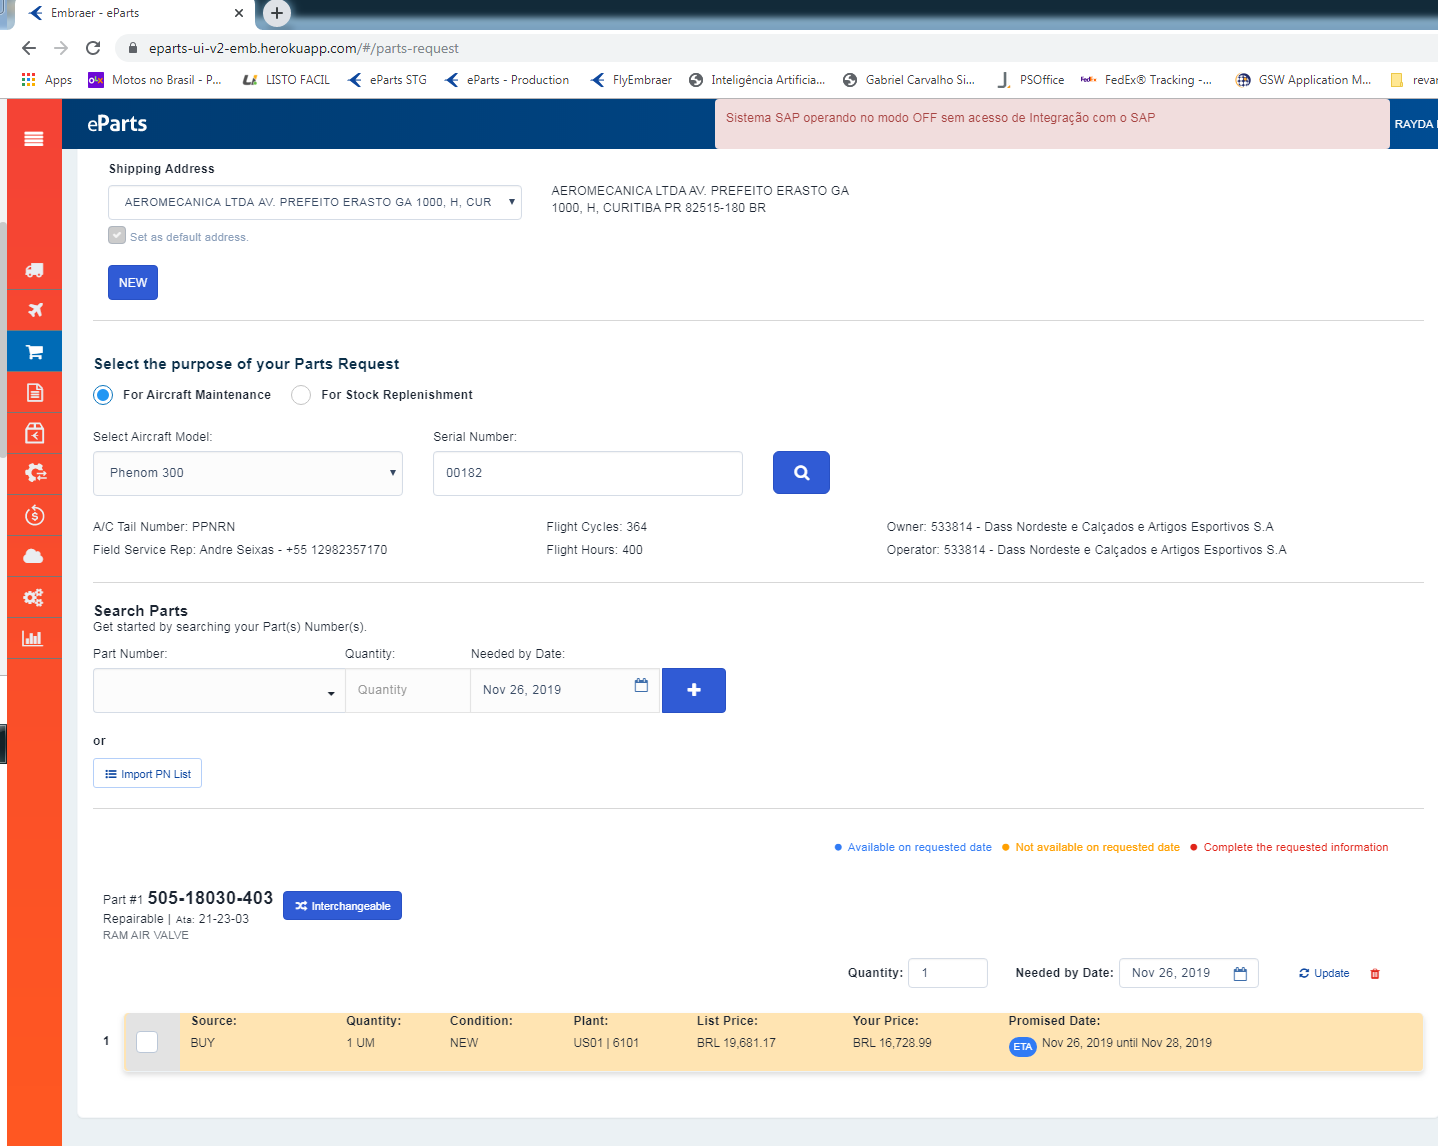 Embraer - eParts
eparts-ui-v2-emb.herokuapp.com/#/parts-request
Apps
olx
Motos no Brasil - P...
LISTO FACIL
eParts STG
eParts - Production
FlyEmbraer
Inteligência Artificia...
Gabriel Carvalho Si...
PSOffice
FedEx
FedEx® Tracking -...
GSW Application M...
revar
eParts
Sistema SAP operando no modo OFF sem acesso de Integração com o SAP
RAYDA
Shipping Address
AEROMECANICA LTDA AV. PREFEITO ERASTO GA 1000, H, CUR
AEROMECANICA LTDA AV. PREFEITO ERASTO GA
1000, H, CURITIBA PR 82515-180 BR
Set as default address.
NEW
Select the purpose of your Parts Request
For Aircraft Maintenance
For Stock Replenishment
Select Aircraft Model:
Serial Number:
Phenom 300
00182
A/C Tail Number: PPNRN
Flight Cycles: 364
Owner: 533814 - Dass Nordeste e Calçados e Artigos Esportivos S.A
Field Service Rep: Andre Seixas - +55 12982357170
Flight Hours: 400
Operator: 533814 - Dass Nordeste e Calçados e Artigos Esportivos S.A
Search Parts
Get started by searching your Part(s) Number(s).
Part Number:
Quantity:
Needed by Date:
Quantity
Nov 26, 2019
or
Import PN List
Available on requested date
Not available on requested date
Complete the requested information
Part #1 505-18030-403
Interchangeable
Repairable | Ata: 21-23-03
RAM AIR VALVE
Quantity:
1
Needed by Date:
Nov 26, 2019
Update
1
Source:
Quantity:
Condition:
Plant:
List Price:
Your Price:
Promised Date:
BUY
1 UM
NEW
US01 | 6101
BRL 19,681.17
BRL 16,728.99
ETA
Nov 26, 2019 until Nov 28, 2019